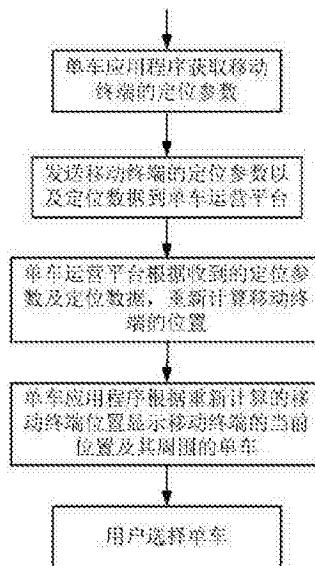 单车应用程序获取移动
终端的定位参数
发送移动终端的定位参数以
及定位数据到单车运营平台
单车运营平台根据收到的定位参
数及定位数据，重新计算移动终
端的位置
单车应用程序根据重新计算的移
动终端位置显示移动终端的当前
位置及其周围的单车
用户选择单车